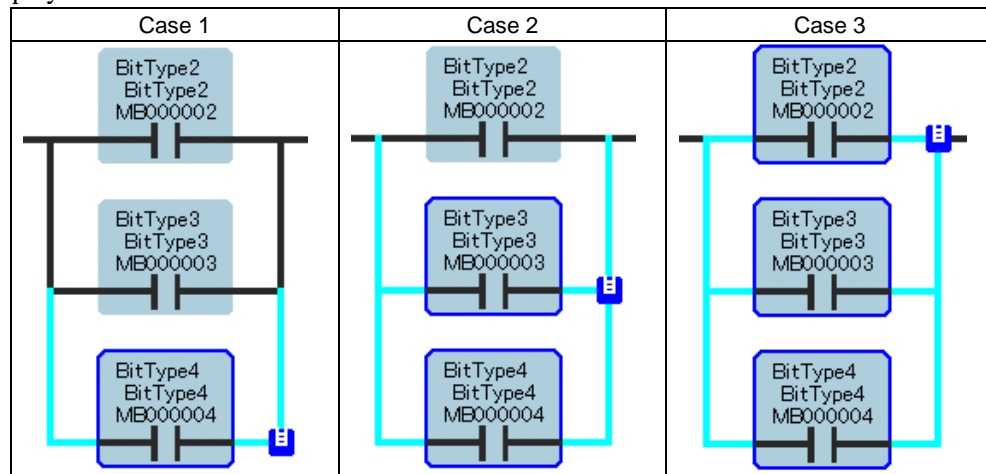 Case 1
Case 2
Case 3
BitType2
BitType2
MB000002
BitType3
BitType3
MB000003
BitType4
BitType4
MB000004
BitType2
BitType2
MB000002
BitType3
BitType3
MB000003
BitType4
BitType4
MB000004
BitType2
BitType2
MB000002
BitType3
BitType3
MB000003
BitType4
BitType4
MB000004